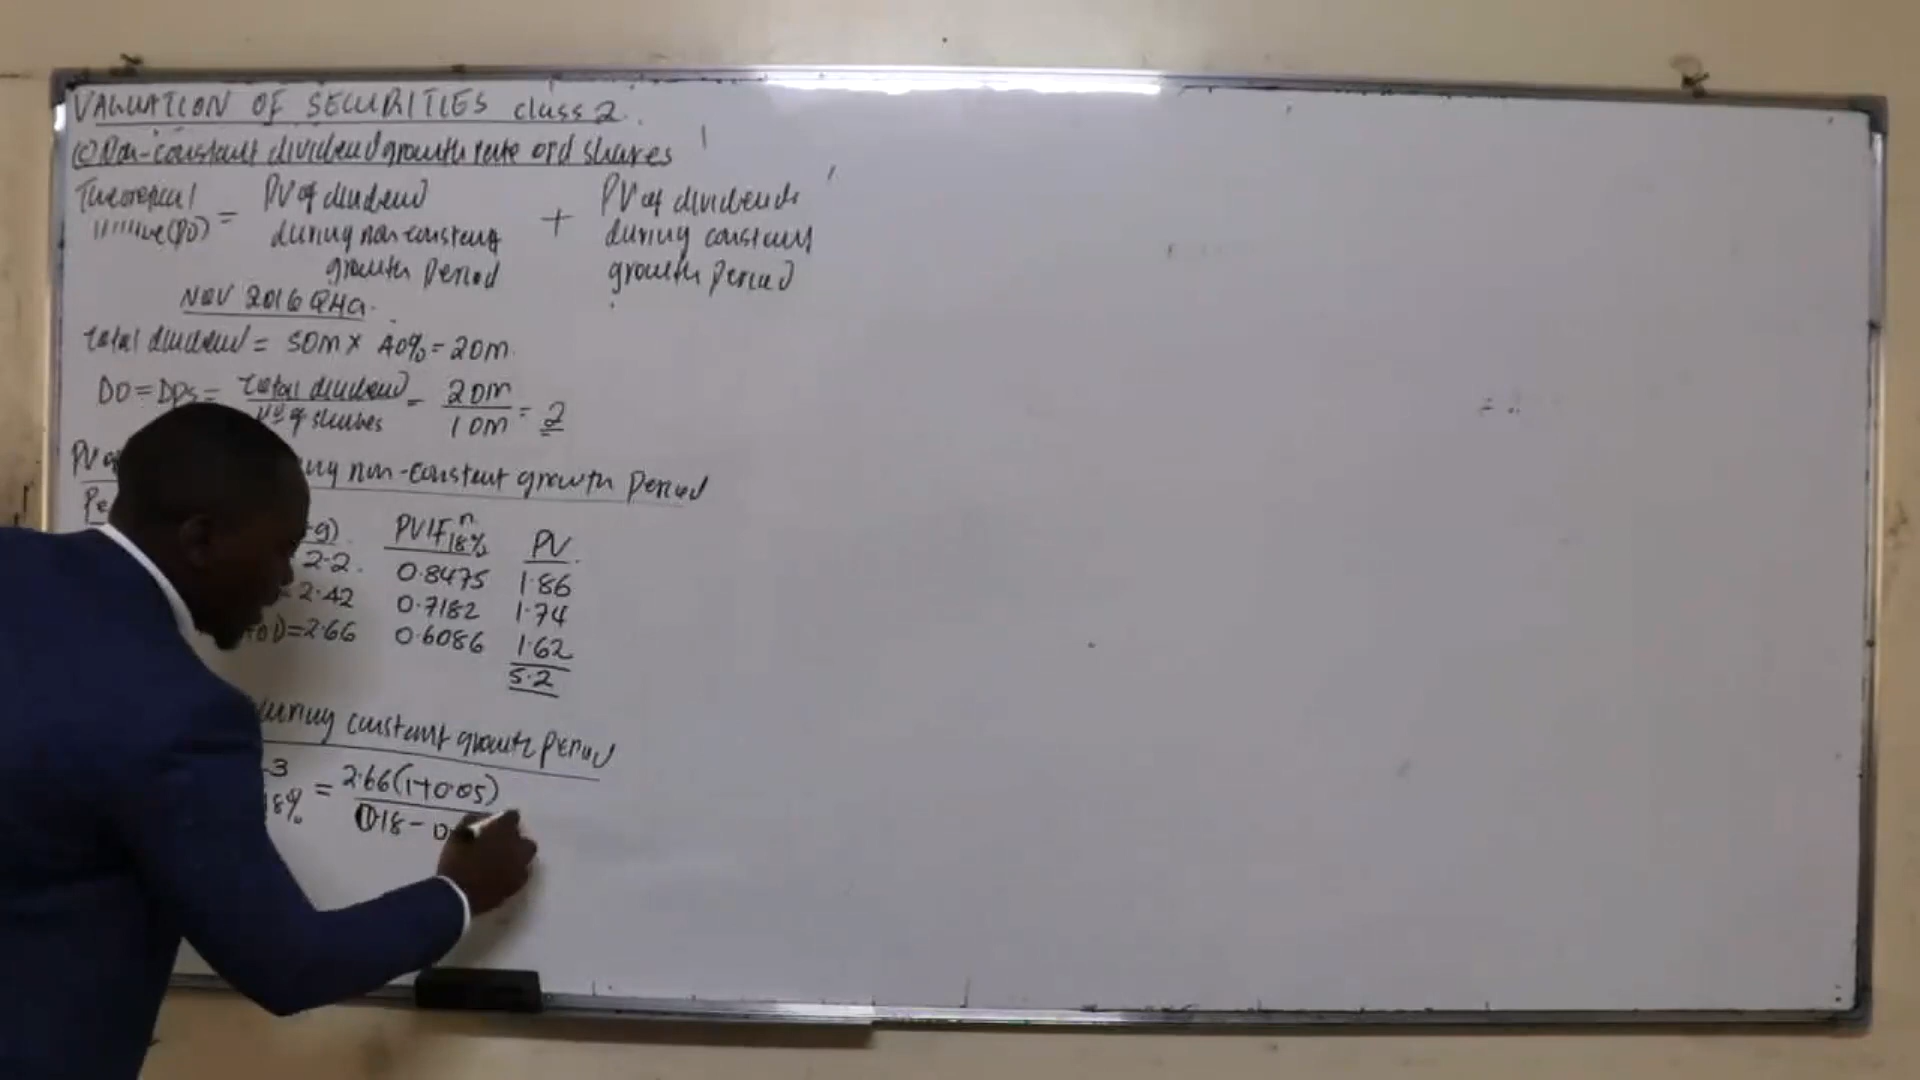 VALUATION OF SECURITIES class 2.
(c) Non-constant dividend growth rate ord shares
Theoretical value (P0) = PV of dividend during non constant growth period + PV of dividends during constant growth period
NOV 2016 Q4a.
total dividend = 50m x 40% = 20m.
D0 = DPS = total dividend / No of shares = 20m / 10m = 2
PV of non-constant growth period
Pe g) PVIF n 18% PV
2.2 0.8475 1.86
= 2.42 0.7182 1.74
= 2.66 0.6086 1.62
5.2
during constant growth period
3 18% = 2.66(1+0.05) / 0.18 - 0.